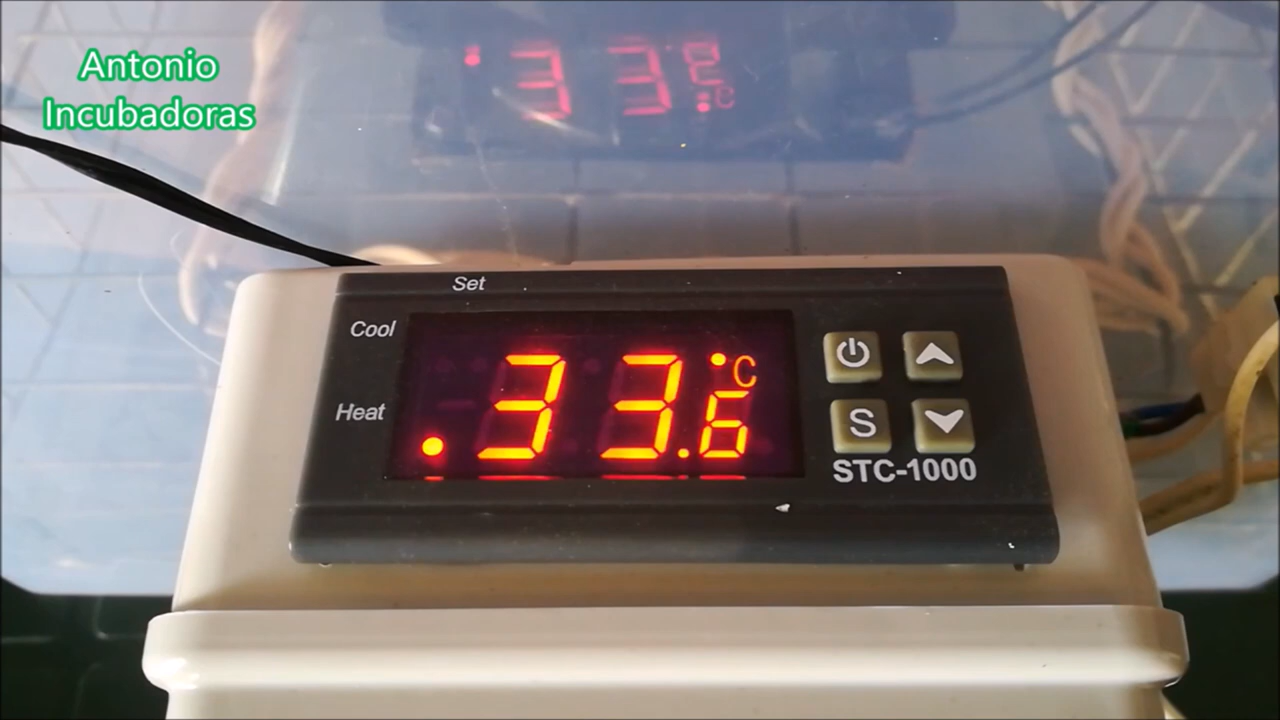 Antonio
Incubadoras
Set
Cool
Heat
33.6 °C
S
STC-1000